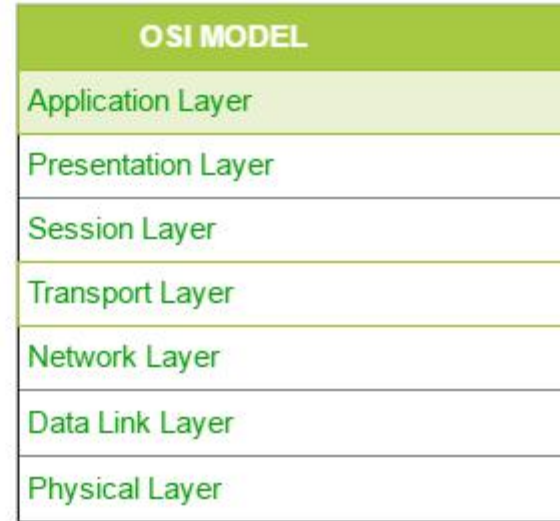 OSI MODEL
Application Layer
Presentation Layer
Session Layer
Transport Layer
Network Layer
Data Link Layer
Physical Layer